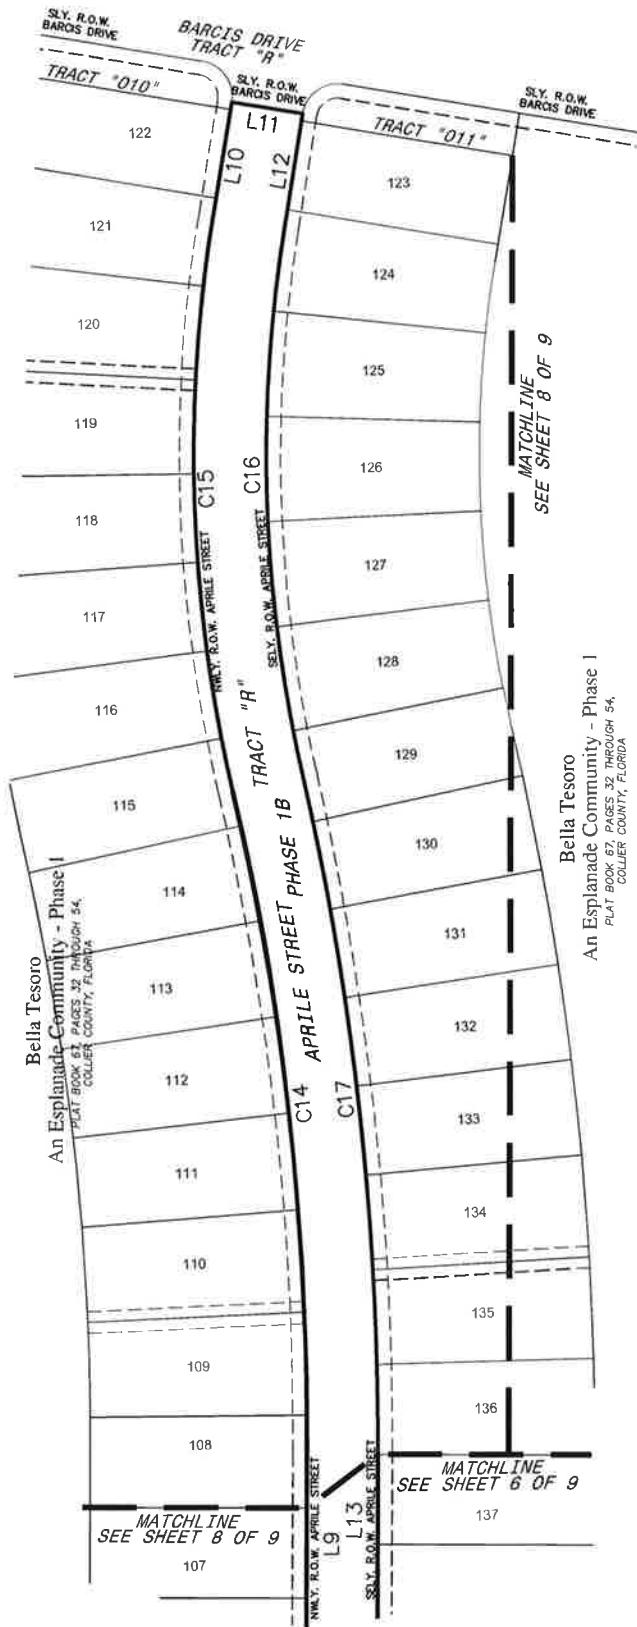 SLY. R.O.W.
BARCIS DRIVE
BARCIS DRIVE
TRACT "R"
TRACT "010"
SLY. R.O.W.
BARCIS DRIVE
SLY. R.O.W.
BARCIS DRIVE
TRACT "011"
L11
L10
L12
122
121
120
119
118
117
116
115
114
113
112
111
110
109
108
107
123
124
125
126
127
128
129
130
131
132
133
134
135
136
137
C15
C16
NWLY. R.O.W. APRILE STREET
SELY. R.O.W. APRILE STREET
TRACT "R"
APRILE STREET PHASE 1B
C14
C17
MATCHLINE
SEE SHEET 8 OF 9
Bella Tesoro
An Esplanade Community - Phase 1
PLAT BOOK 67, PAGES 32 THROUGH 54,
COLLIER COUNTY, FLORIDA
Bella Tesoro
An Esplanade Community - Phase 1
PLAT BOOK 67, PAGES 32 THROUGH 54,
COLLIER COUNTY, FLORIDA
MATCHLINE
SEE SHEET 6 OF 9
MATCHLINE
SEE SHEET 8 OF 9
NWLY. R.O.W. APRILE STREET
L9
L13
SELY. R.O.W. APRILE STREET